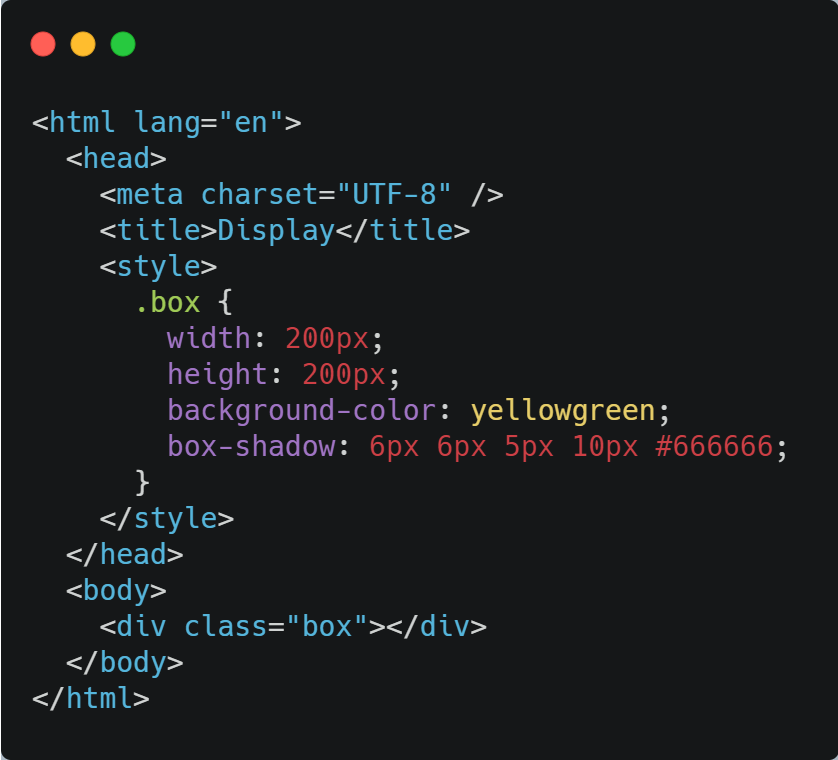 <html lang="en">
  <head>
    <meta charset="UTF-8" />
    <title>Display</title>
    <style>
      .box {
        width: 200px;
        height: 200px;
        background-color: yellowgreen;
        box-shadow: 6px 6px 5px 10px #666666;
      }
    </style>
  </head>
  <body>
    <div class="box"></div>
  </body>
</html>